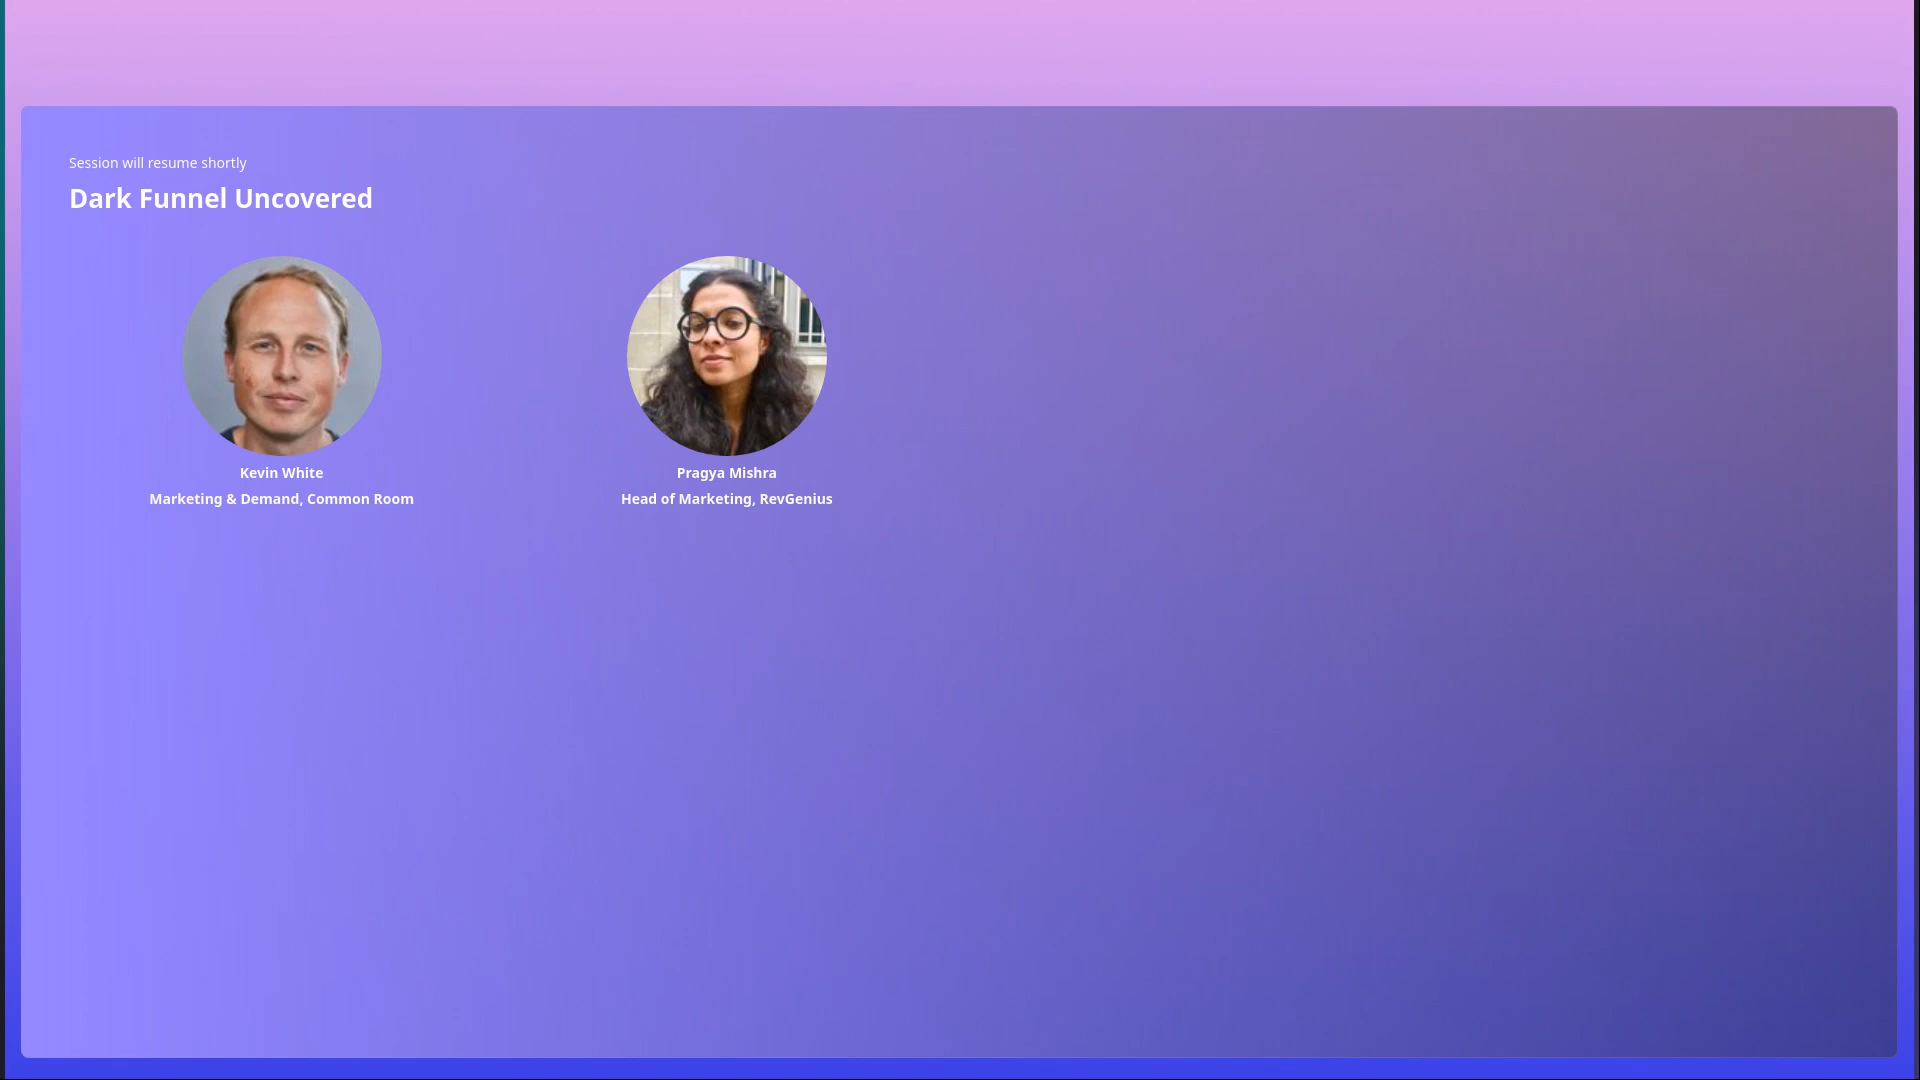 Session will resume shortly
Dark Funnel Uncovered
Kevin White
Marketing & Demand, Common Room
Pragya Mishra
Head of Marketing, RevGenius